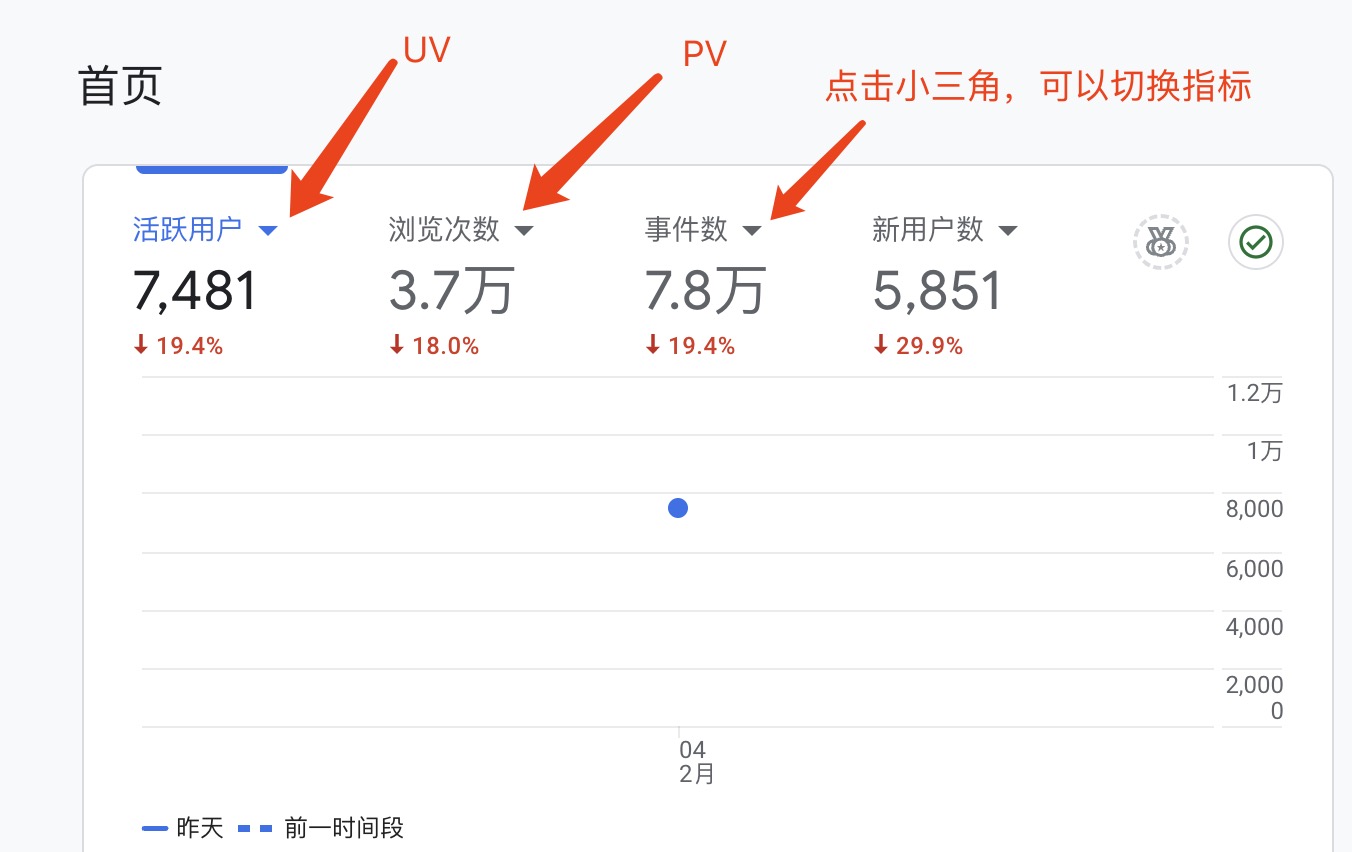 UV
PV
首页
点击小三角，可以切换指标
活跃用户
浏览次数
事件数
新用户数
7,481
3.7万
7.8万
5,851
19.4%
18.0%
19.4%
29.9%
1.2万
1万
8,000
6,000
4,000
2,000
0
04
2月
昨天
前一时间段